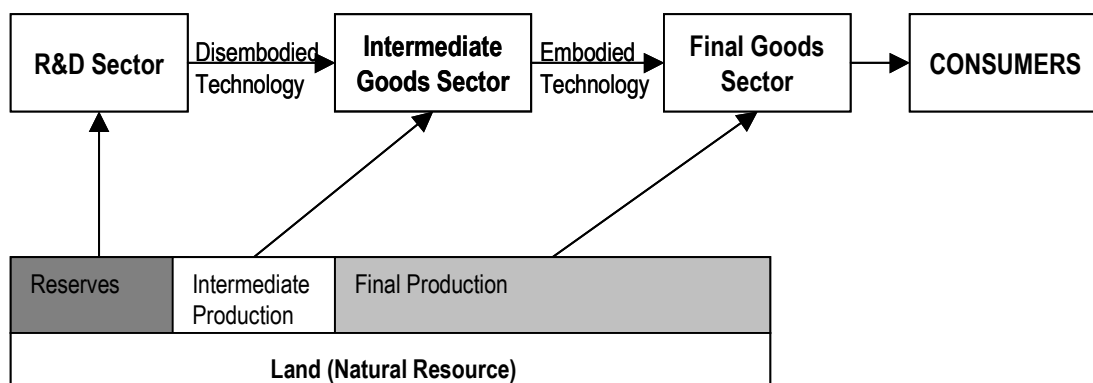 R&D Sector
Disembodied
Technology
Intermediate
Goods Sector
Embodied
Technology
Final Goods
Sector
CONSUMERS
Reserves
Intermediate
Production
Final Production
Land (Natural Resource)